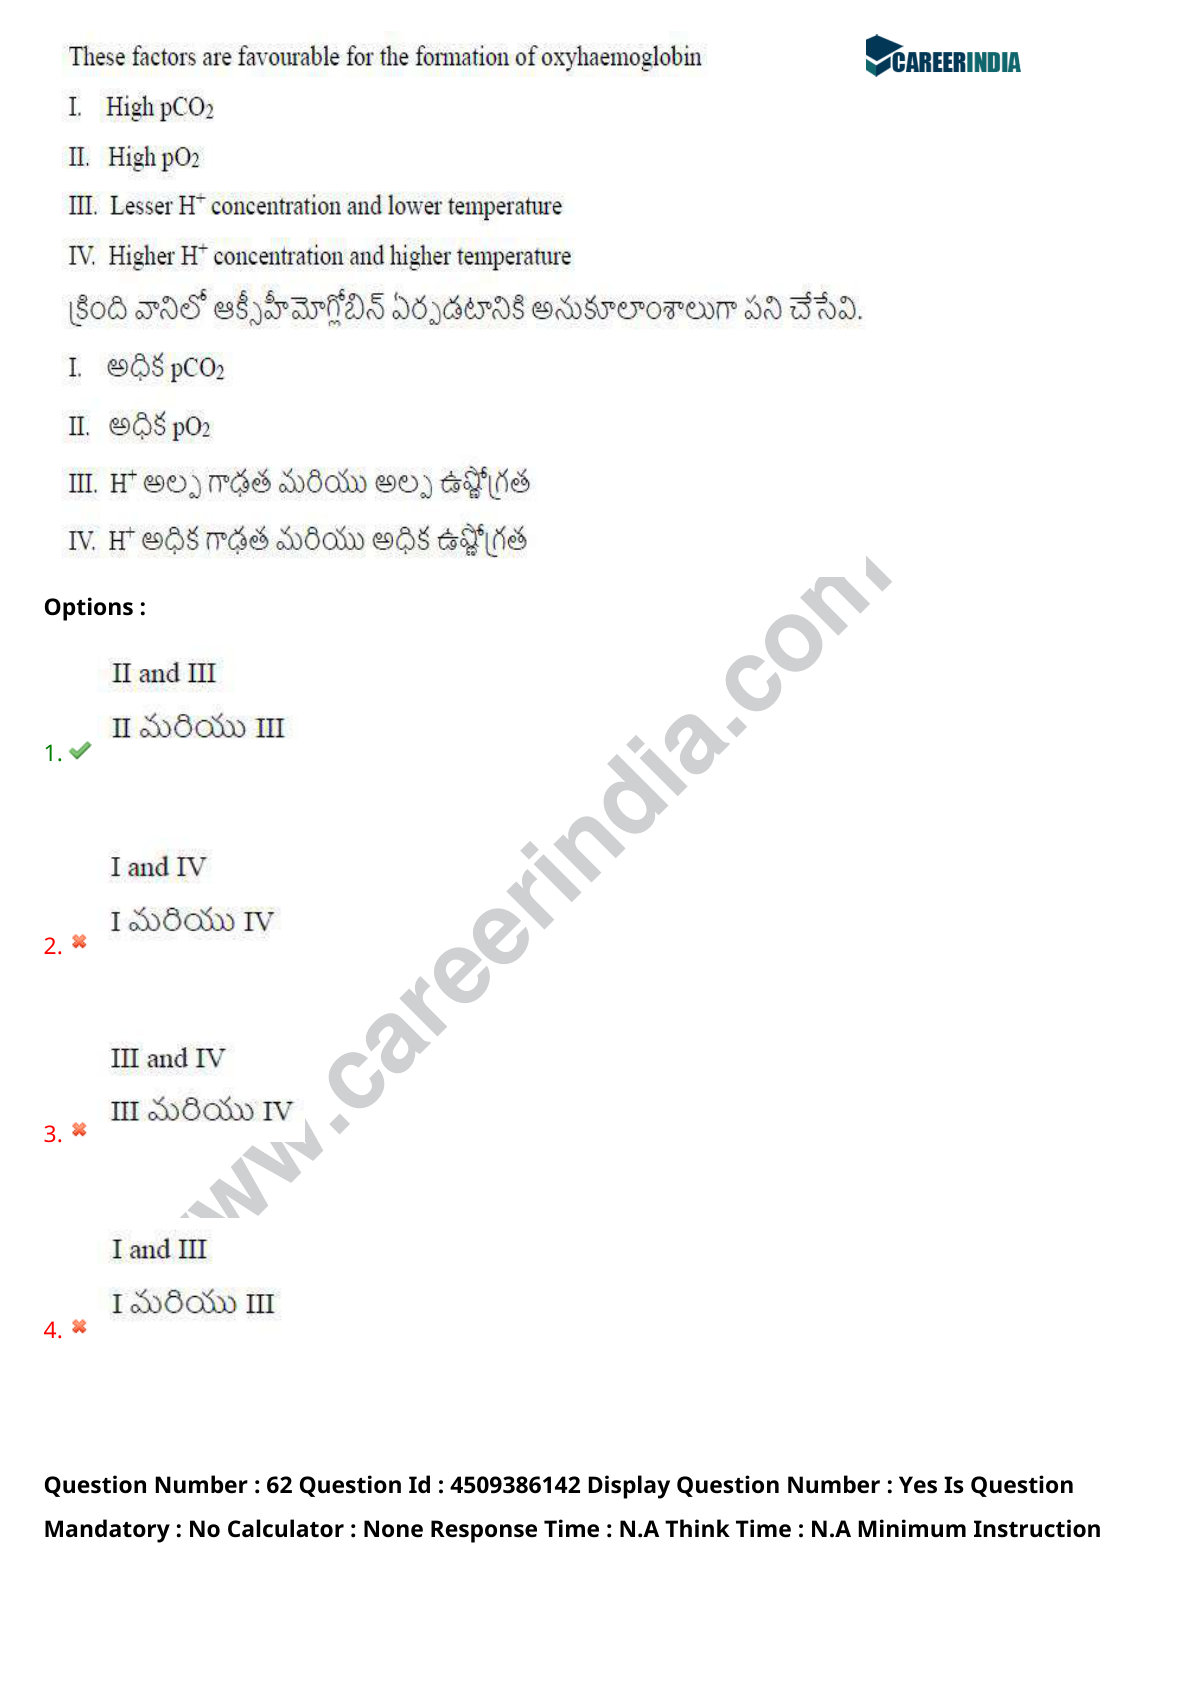 CAREERINDIA
These factors are favourable for the formation of oxyhaemoglobin
I. High pCO2
II. High pO2
III. Lesser H+ concentration and lower temperature
IV. Higher H+ concentration and higher temperature
క్రింది వానిలో ఆక్సీహీమోగ్లోబిన్ ఏర్పడటానికి అనుకూలాంశాలుగా పని చేసేవి.
I. అధిక pCO2
II. అధిక pO2
III. H+ అల్ప గాఢత మరియు అల్ప ఉష్ణోగ్రత
IV. H+ అధిక గాఢత మరియు అధిక ఉష్ణోగ్రత
Options :
II and III
II మరియు III
1.
I and IV
I మరియు IV
2.
III and IV
III మరియు IV
3.
I and III
I మరియు III
4.
www.careerindia.com
Question Number : 62 Question Id : 4509386142 Display Question Number : Yes Is Question
Mandatory : No Calculator : None Response Time : N.A Think Time : N.A Minimum Instruction